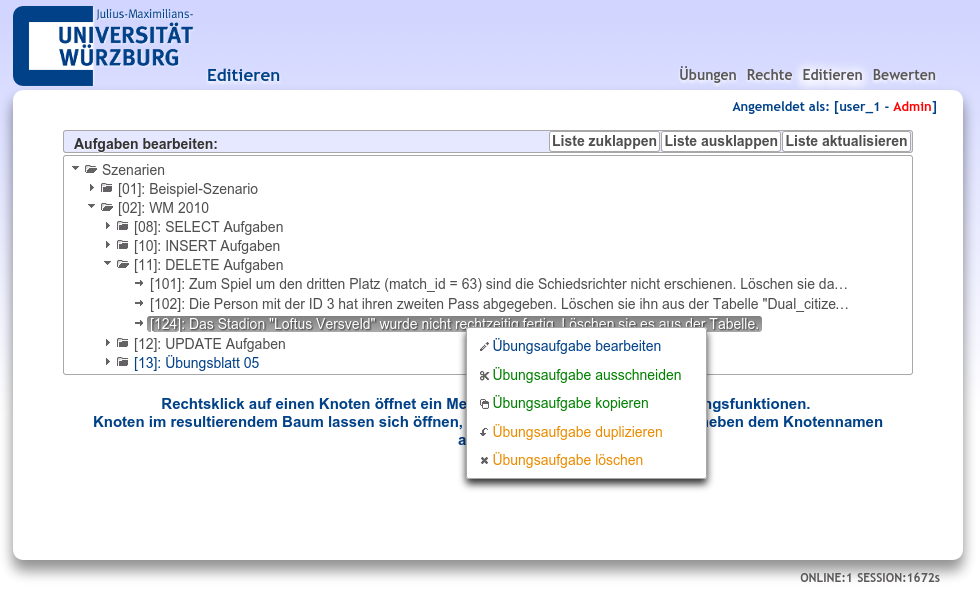 Julius-Maximilians-
UNIVERSITÄT
WÜRZBURG
Editieren
Übungen Rechte Editieren Bewerten
Angemeldet als: [user_1 - Admin]
Aufgaben bearbeiten:
Liste zuklappen Liste ausklappen Liste aktualisieren
Szenarien
[01]: Beispiel-Szenario
[02]: WM 2010
[08]: SELECT Aufgaben
[10]: INSERT Aufgaben
[11]: DELETE Aufgaben
[101]: Zum Spiel um den dritten Platz (match_id = 63) sind die Schiedsrichter nicht erschienen. Löschen sie da…
[102]: Die Person mit der ID 3 hat ihren zweiten Pass abgegeben. Löschen sie ihn aus der Tabelle "Dual_citize…
[124]: Das Stadion "Loftus Versveld" wurde nicht rechtzeitig fertig. Löschen sie es aus der Tabelle.
[12]: UPDATE Aufgaben
[13]: Übungsblatt 05
Übungsaufgabe bearbeiten
Übungsaufgabe ausschneiden
Übungsaufgabe kopieren
Übungsaufgabe duplizieren
Übungsaufgabe löschen
Rechtsklick auf einen Knoten öffnet ein
Knoten im resultierendem Baum lassen sich öffnen, dem Knotennamen
ONLINE:1 SESSION:1672s